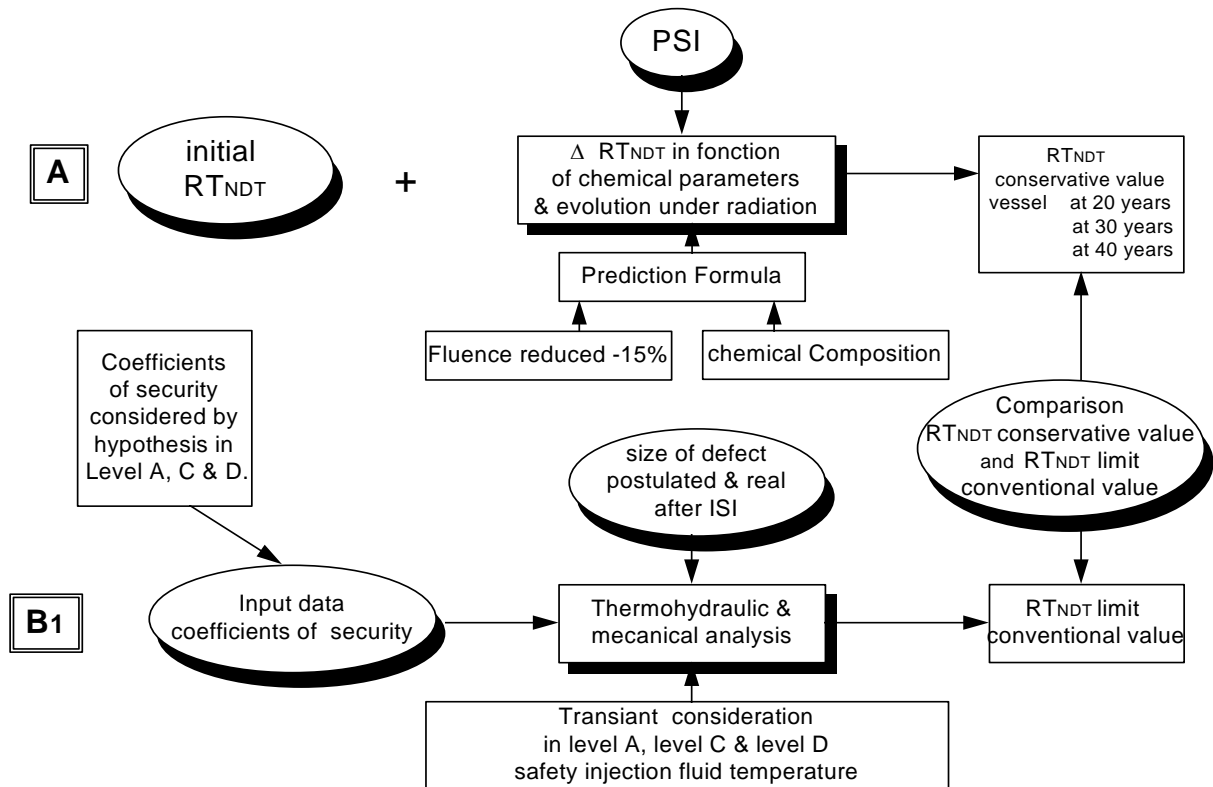 PSI
A
initial
RTNDT
+
Δ RTNDT in fonction
of chemical parameters
& evolution under radiation
RTNDT
conservative value
vessel at 20 years
at 30 years
at 40 years
Prediction Formula
Fluence reduced -15%
chemical Composition
Coefficients
of security
considered by
hypothesis in
Level A, C & D.
size of defect
postulated & real
after ISI
Comparison
RTNDT conservative value
and RTNDT limit
conventional value
B1
Input data
coefficients of security
Thermohydraulic &
mecanical analysis
RTNDT limit
conventional value
Transiant consideration
in level A, level C & level D
safety injection fluid temperature